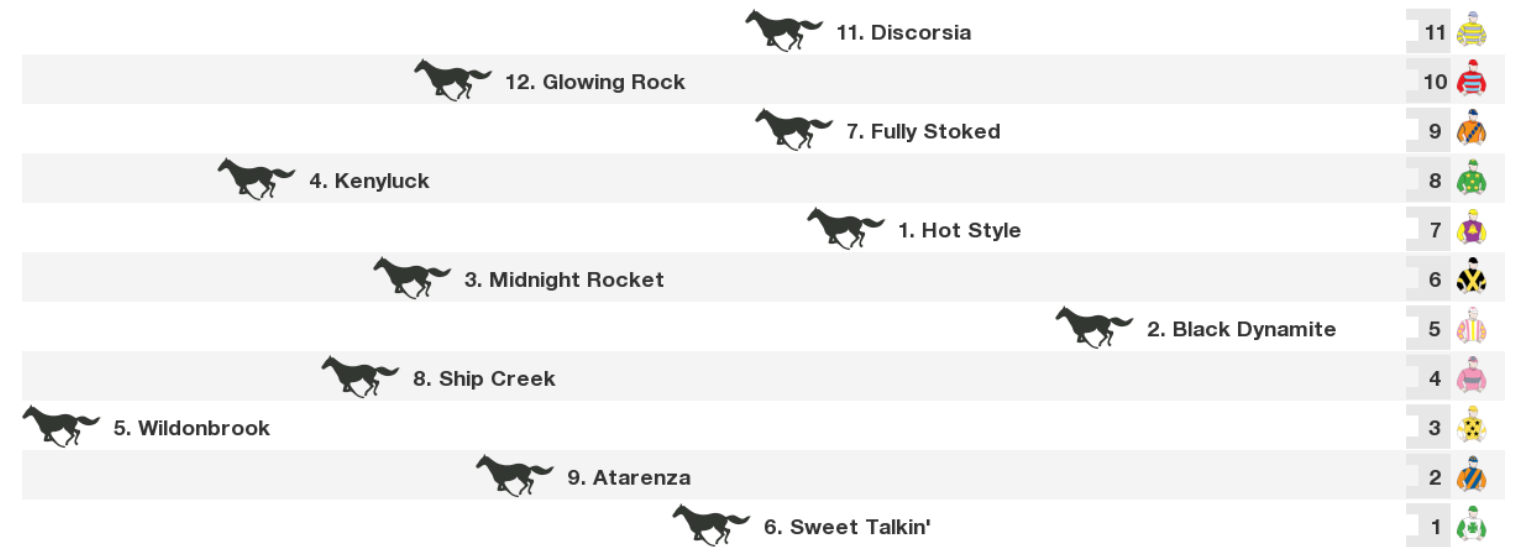 11. Discorsia 11
12. Glowing Rock 10
7. Fully Stoked 9
4. Kenyluck 8
1. Hot Style 7
3. Midnight Rocket 6
2. Black Dynamite 5
8. Ship Creek 4
5. Wildonbrook 3
9. Atarenza 2
6. Sweet Talkin' 1